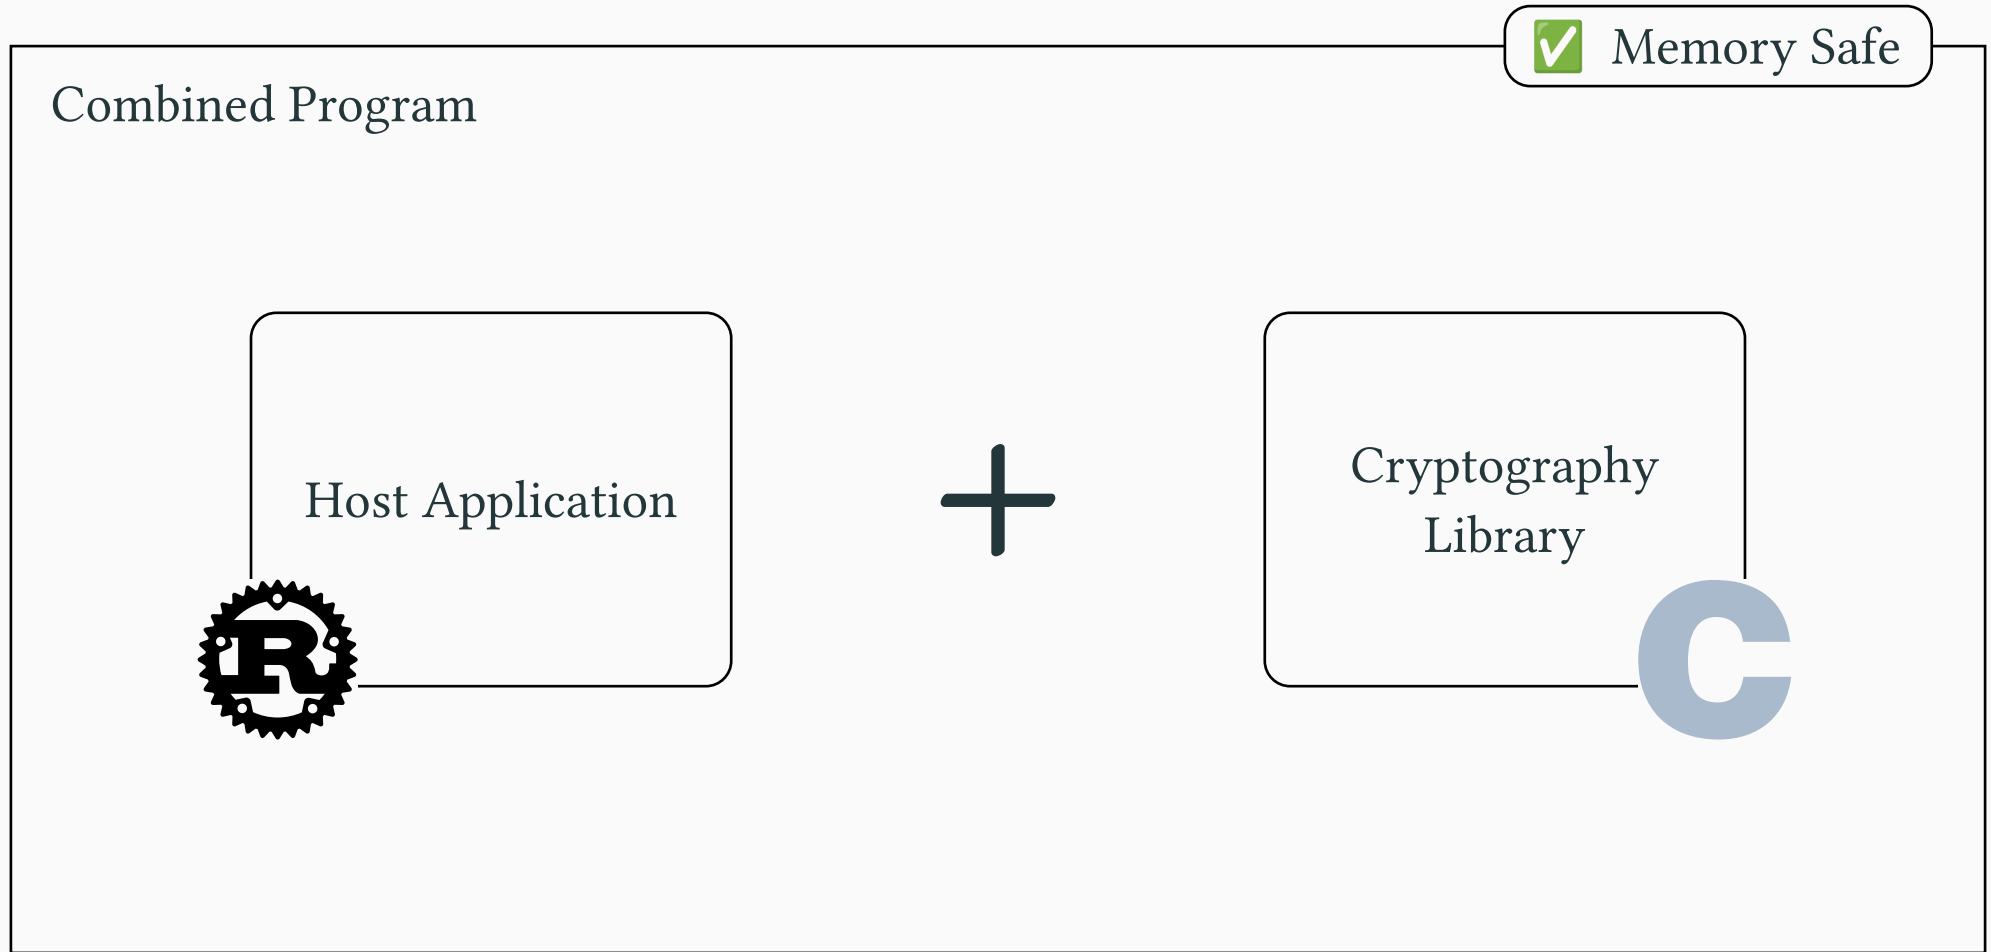 ✅ Memory Safe
Combined Program
Host Application
+
Cryptography
Library
R
C